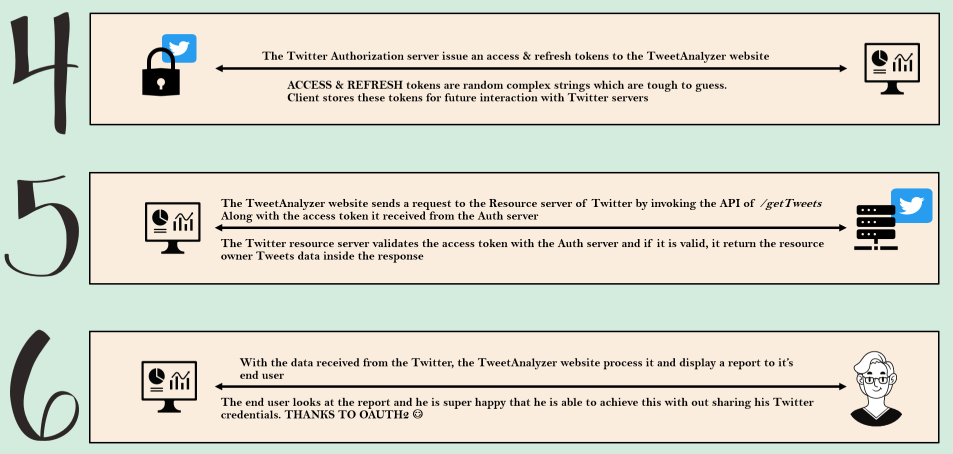 4
The Twitter Authorization server issue an access & refresh tokens to the TweetAnalyzer website
ACCESS & REFRESH tokens are random complex strings which are tough to guess.
Client stores these tokens for future interaction with Twitter servers
5
The TweetAnalyzer website sends a request to the Resource server of Twitter by invoking the API of /getTweets
Along with the access token it received from the Auth server
The Twitter resource server validates the access token with the Auth server and if it is valid, it return the resource
owner Tweets data inside the response
6
With the data received from the Twitter, the TweetAnalyzer website process it and display a report to it's
end user
The end user looks at the report and he is super happy that he is able to achieve this with out sharing his Twitter
credentials. THANKS TO OAUTH2 ☺